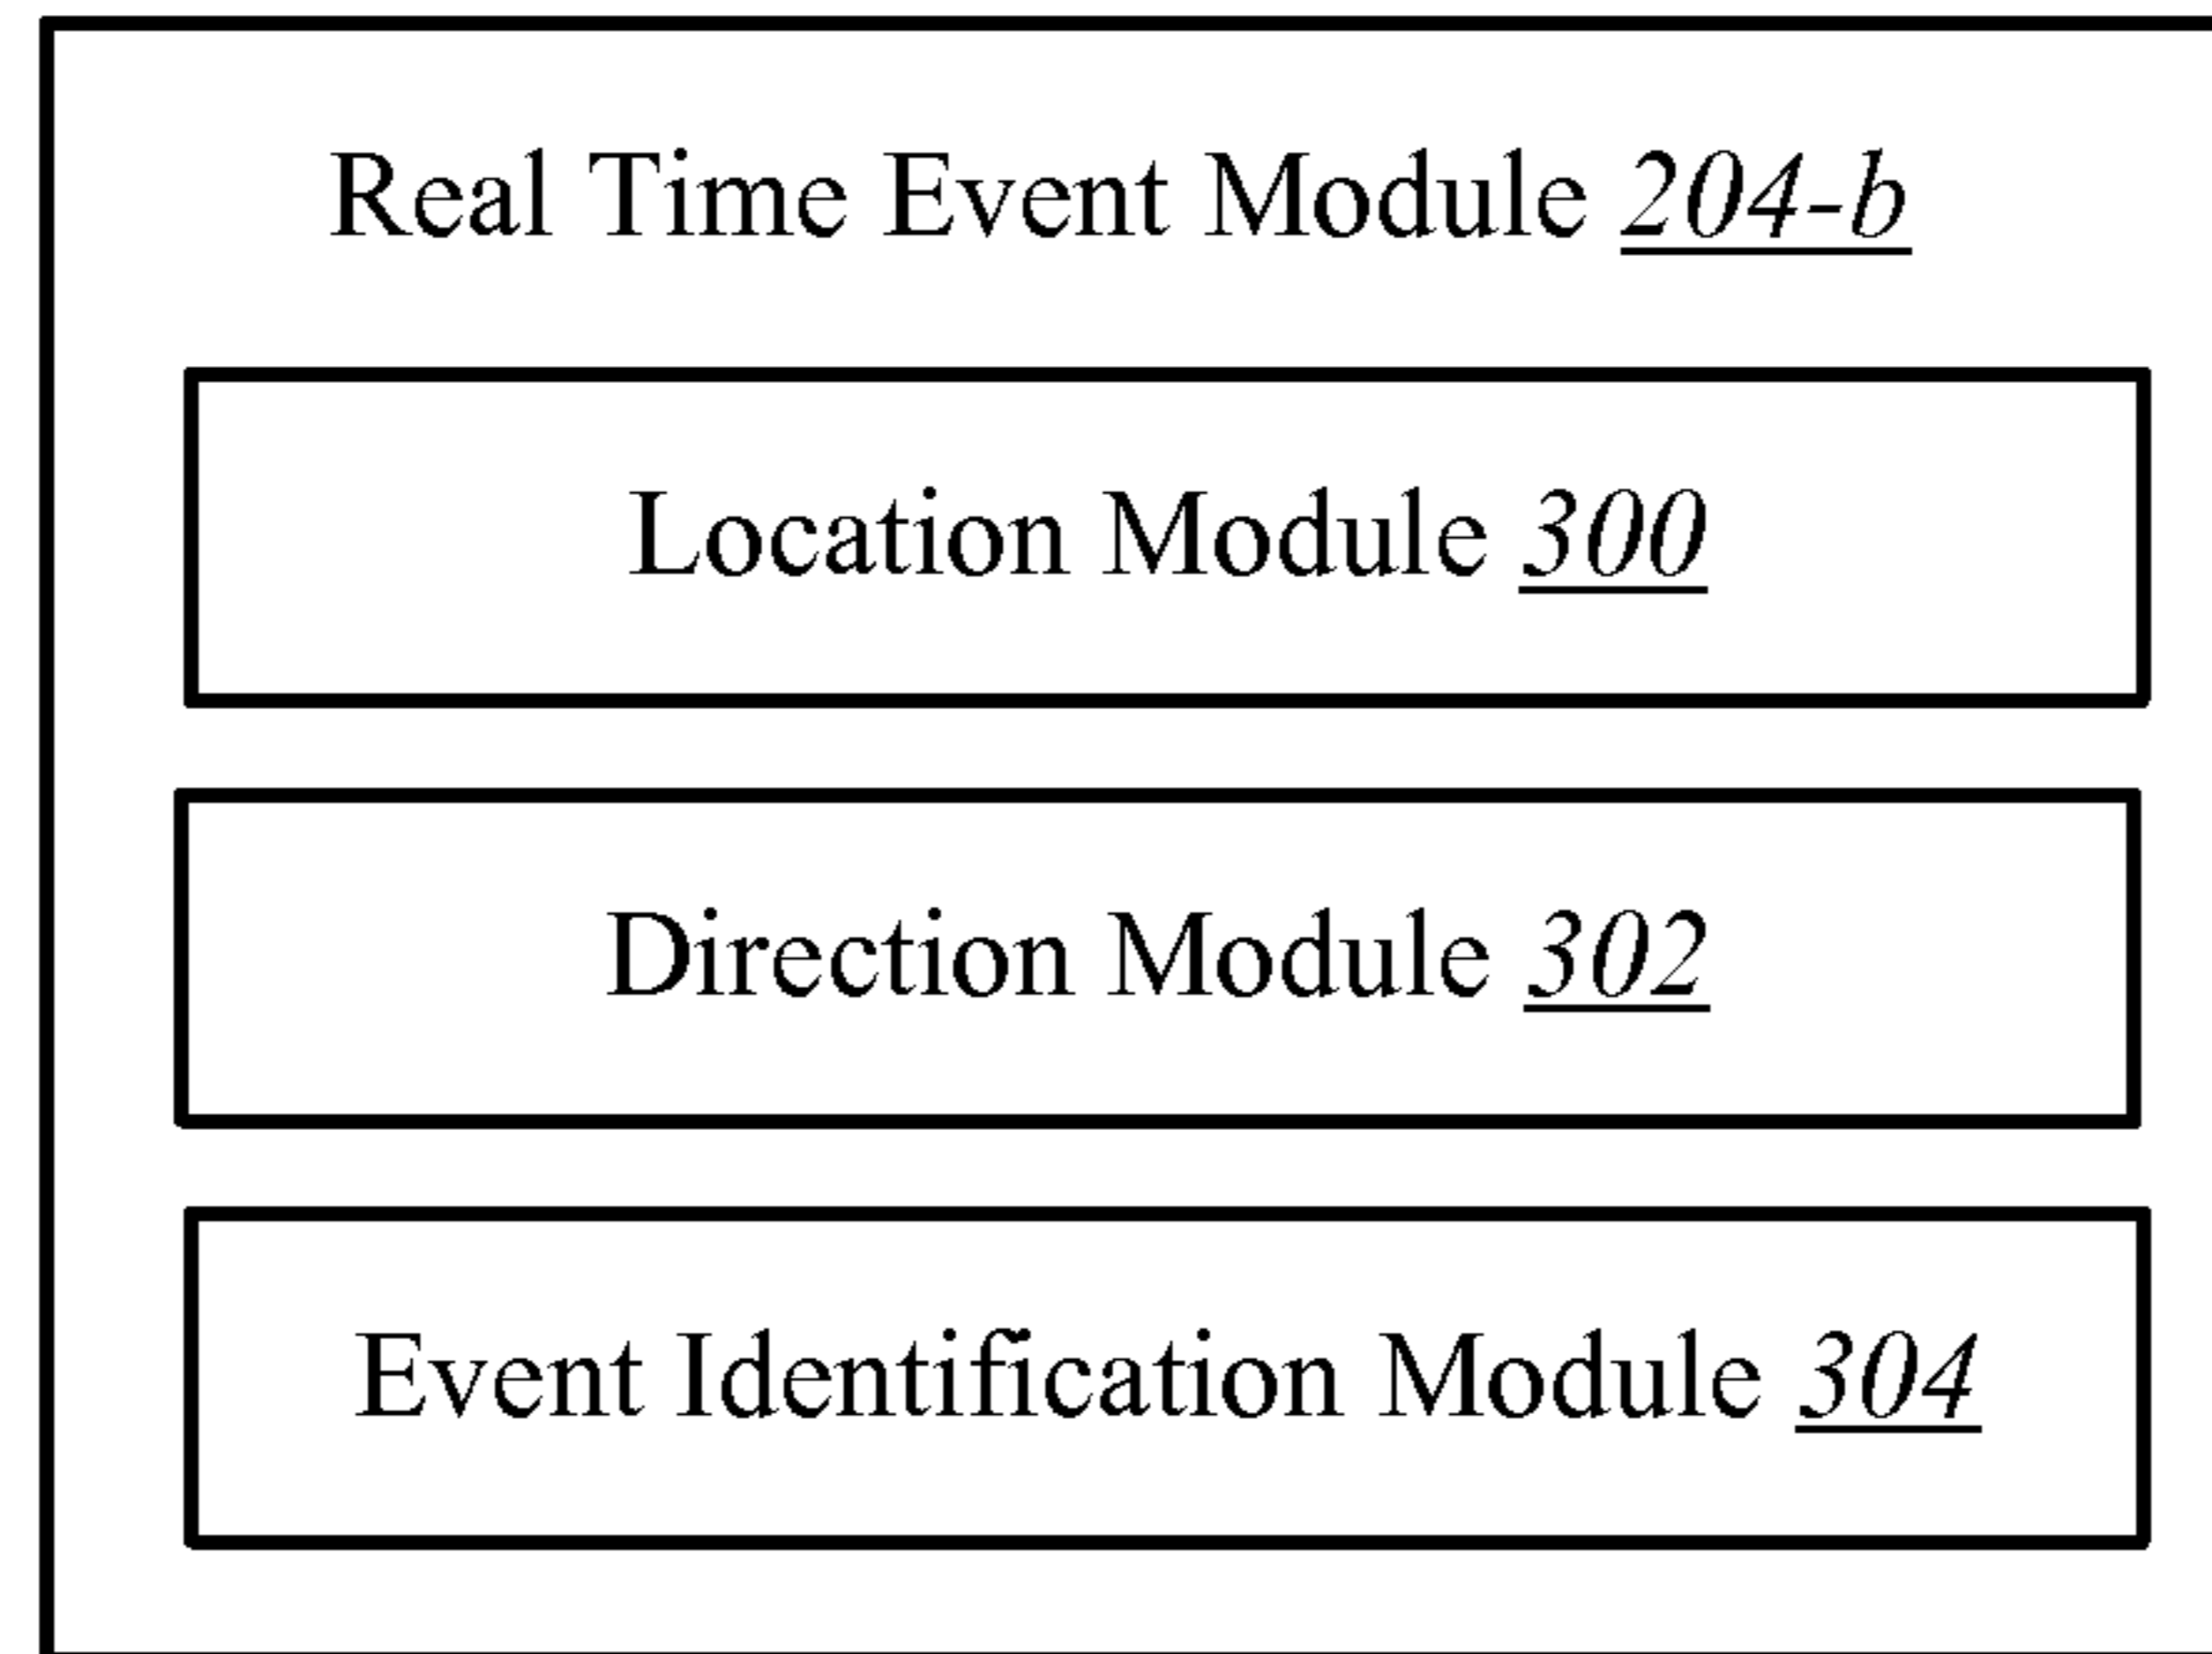 Real Time Event Module 204-b
Location Module 300
Direction Module 302
Event Identification Module 304